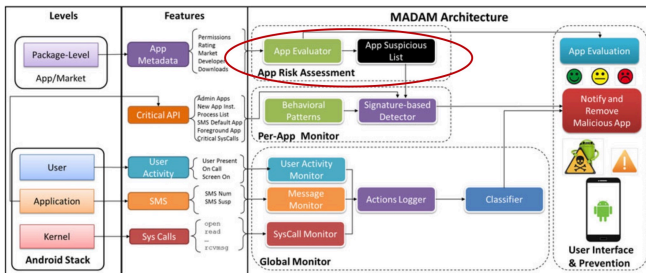 Levels
Features
MADAM Architecture
Package-Level
App/Market
App
Metadata
Permissions
Rating
Market
Developer
Downloads
App Evaluator
App Suspicious
List
App Risk Assessment
App Evaluation
Critical API
Admin Apps
New App Inst.
Process List
SMS Default App
Foreground App
Critical SysCalls
Behavioral
Patterns
Signature-based
Detector
Per-App Monitor
Notify and
Remove
Malicious App
User
Application
Kernel
Android Stack
User
Activity
User Present
On Call
Screen On
SMS
SMS Num
SMS Susp
Sys Calls
open
read
…
rcvmsg
User Activity
Monitor
Message
Monitor
SysCall Monitor
Actions Logger
Classifier
Global Monitor
User Interface
& Prevention